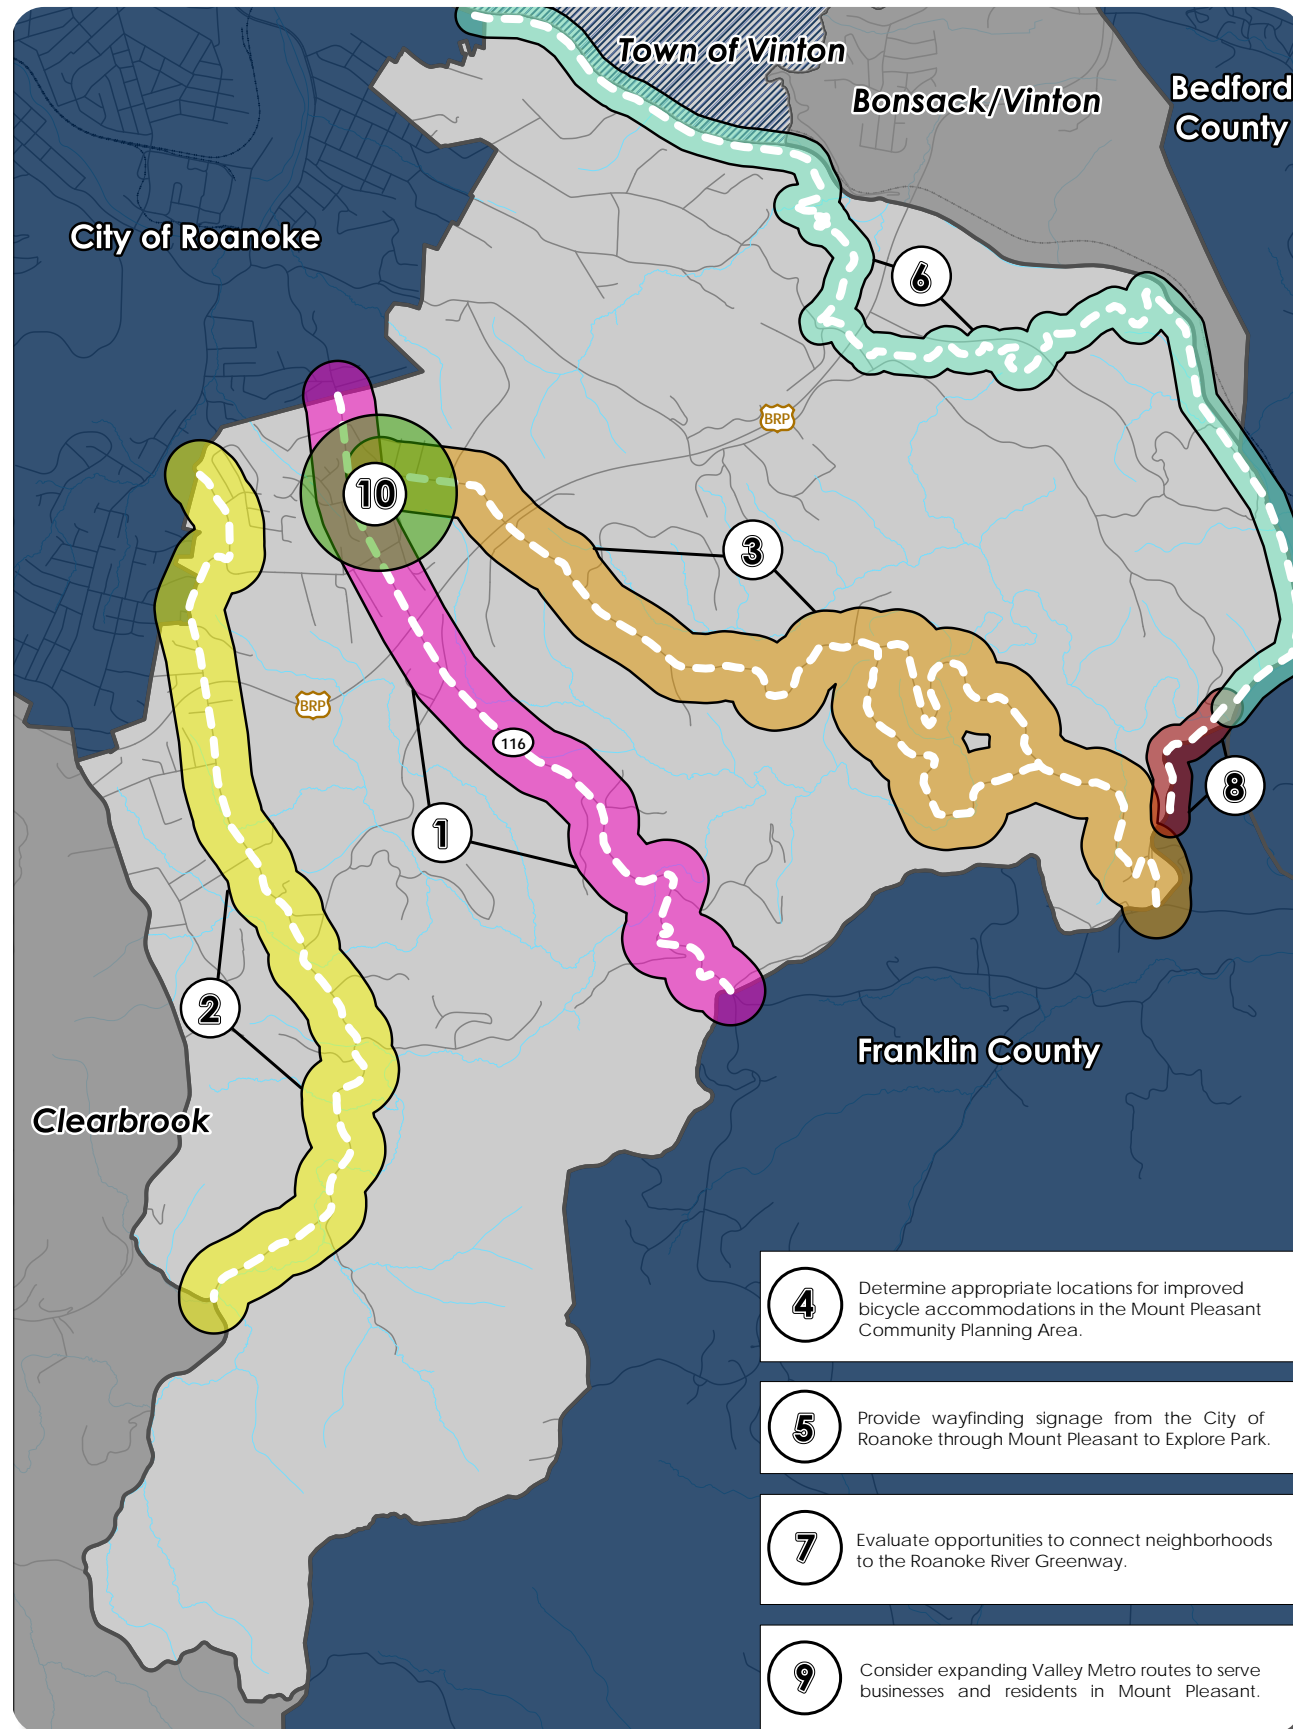 Town of Vinton
Bonsack/Vinton
Bedford
County
City of Roanoke
6
BRP
10
3
BRP
116
8
1
2
Franklin County
Clearbrook
4
Determine appropriate locations for improved
bicycle accommodations in the Mount Pleasant
Community Planning Area.
5
Provide wayfinding signage from the City of
Roanoke through Mount Pleasant to Explore Park.
7
Evaluate opportunities to connect neighborhoods
to the Roanoke River Greenway.
9
Consider expanding Valley Metro routes to serve
businesses and residents in Mount Pleasant.